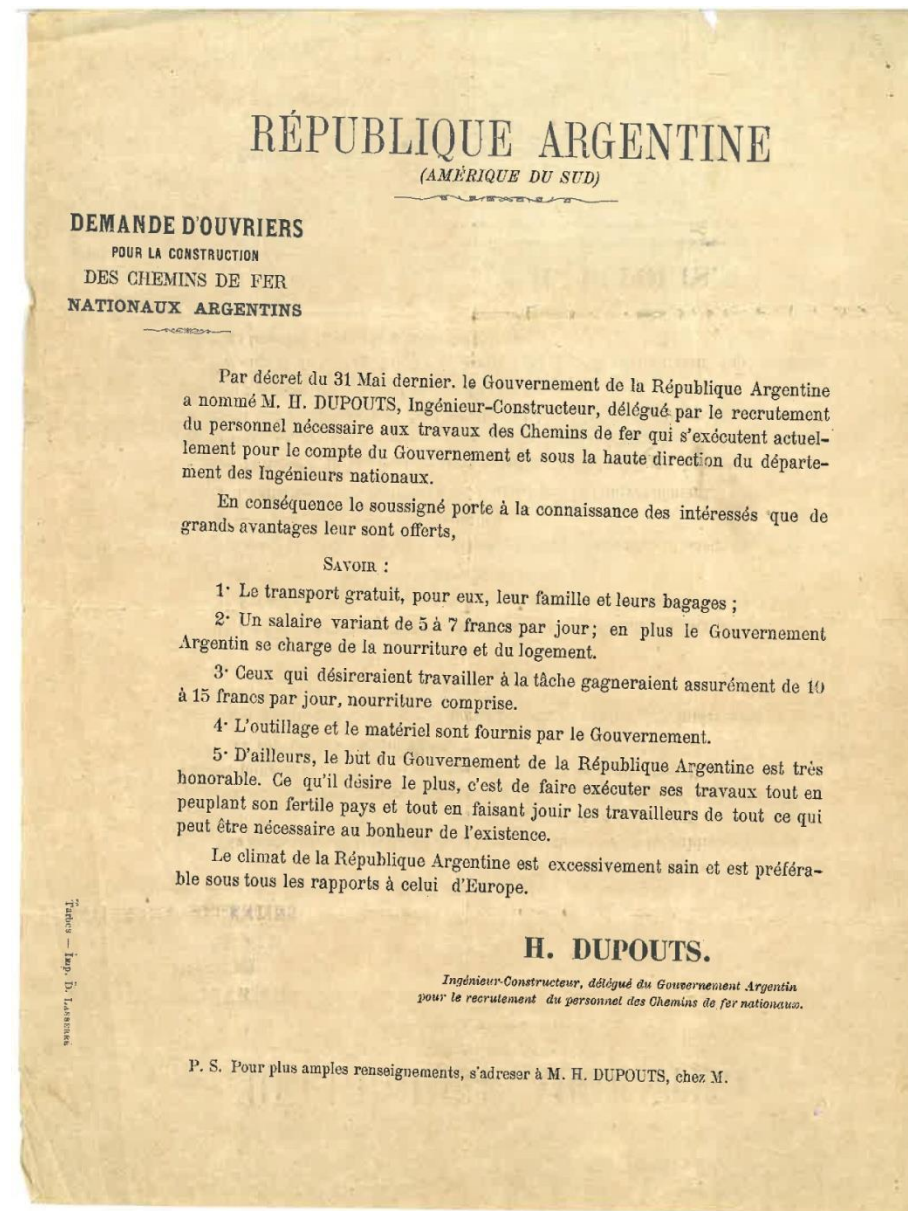 RÉPUBLIQUE ARGENTINE
(AMÉRIQUE DU SUD)
DEMANDE D'OUVRIERS
POUR LA CONSTRUCTION
DES CHEMINS DE FER
NATIONAUX ARGENTINS
Par décret du 31 Mai dernier. le Gouvernement de la République Argentine
a nommé M. H. DUPOUTS, Ingénieur-Constructeur, délégué par le recrutement
du personnel nécessaire aux travaux des Chemins de fer qui s'exécutent actuel-
lement pour le compte du Gouvernement et sous la haute direction du départe-
ment des Ingénieurs nationaux.
En conséquence le soussigné porte à la connaissance des intéressés que de
grands avantages leur sont offerts,
SAVOIR :
1· Le transport gratuit, pour eux, leur famille et leurs bagages ;
2· Un salaire variant de 5 à 7 francs par jour; en plus le Gouvernement
Argentin se charge de la nourriture et du logement.
3· Ceux qui désireraient travailler à la tâche gagneraient assurément de 10
à 15 francs par jour, nourriture comprise.
4· L'outillage et le matériel sont fournis par le Gouvernement.
5· D'ailleurs, le but du Gouvernement de la République Argentine est très
honorable. Ce qu'il désire le plus, c'est de faire exécuter ses travaux tout en
peuplant son fertile pays et tout en faisant jouir les travailleurs de tout ce qui
peut être nécessaire au bonheur de l'existence.
Le climat de la République Argentine est excessivement sain et est préféra-
ble sous tous les rapports à celui d'Europe.
H. DUPOUTS.
Ingénieur-Constructeur, délégué du Gouvernement Argentin
pour le recrutement du personnel des Chemins de fer nationaux.
Tarbes — Imp. D. LASSERRE
P. S. Pour plus amples renseignements, s'adreser à M. H. DUPOUTS, chez M.